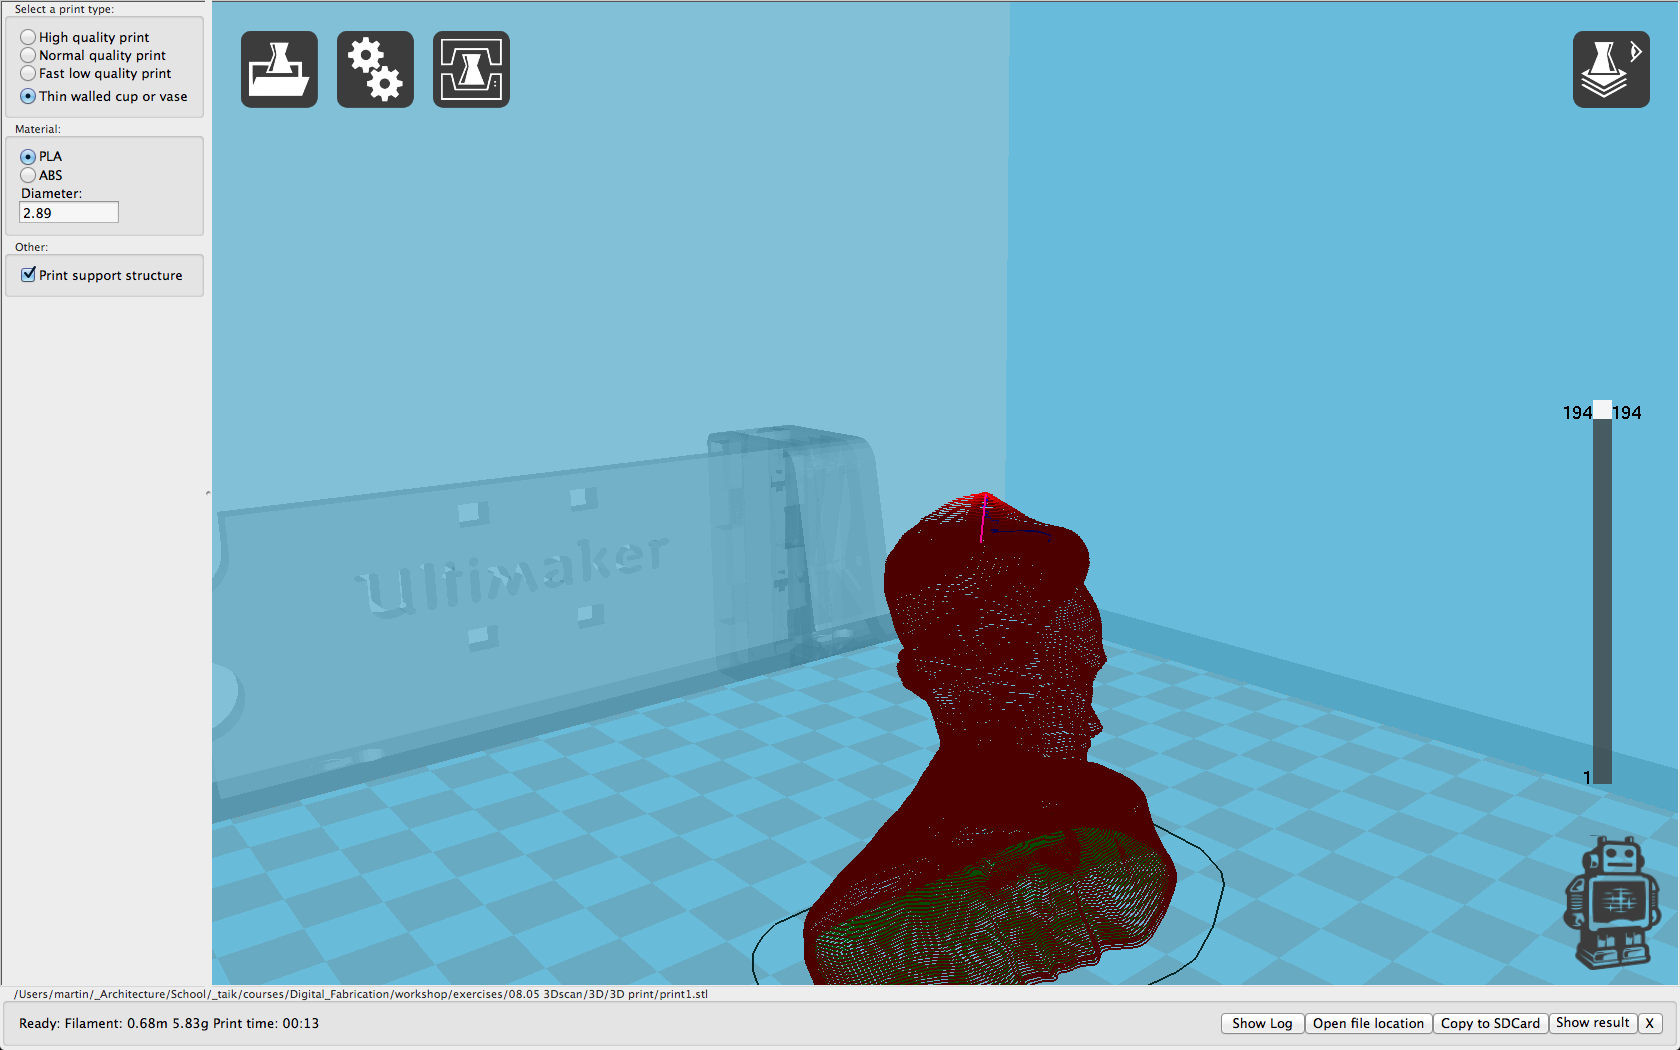 Select a print type:
High quality print
Normal quality print
Fast low quality print
Thin walled cup or vase
Material:
PLA
ABS
Diameter:
2.89
Other:
Print support structure
Ultimaker
194 194
1
/Users/martin/_Architecture/School/_taik/courses/Digital_Fabrication/workshop/exercises/08.05 3Dscan/3D/3D print/print1.stl
Ready: Filament: 0.68m 5.83g Print time: 00:13
Show Log
Open file location
Copy to SDCard
Show result
X